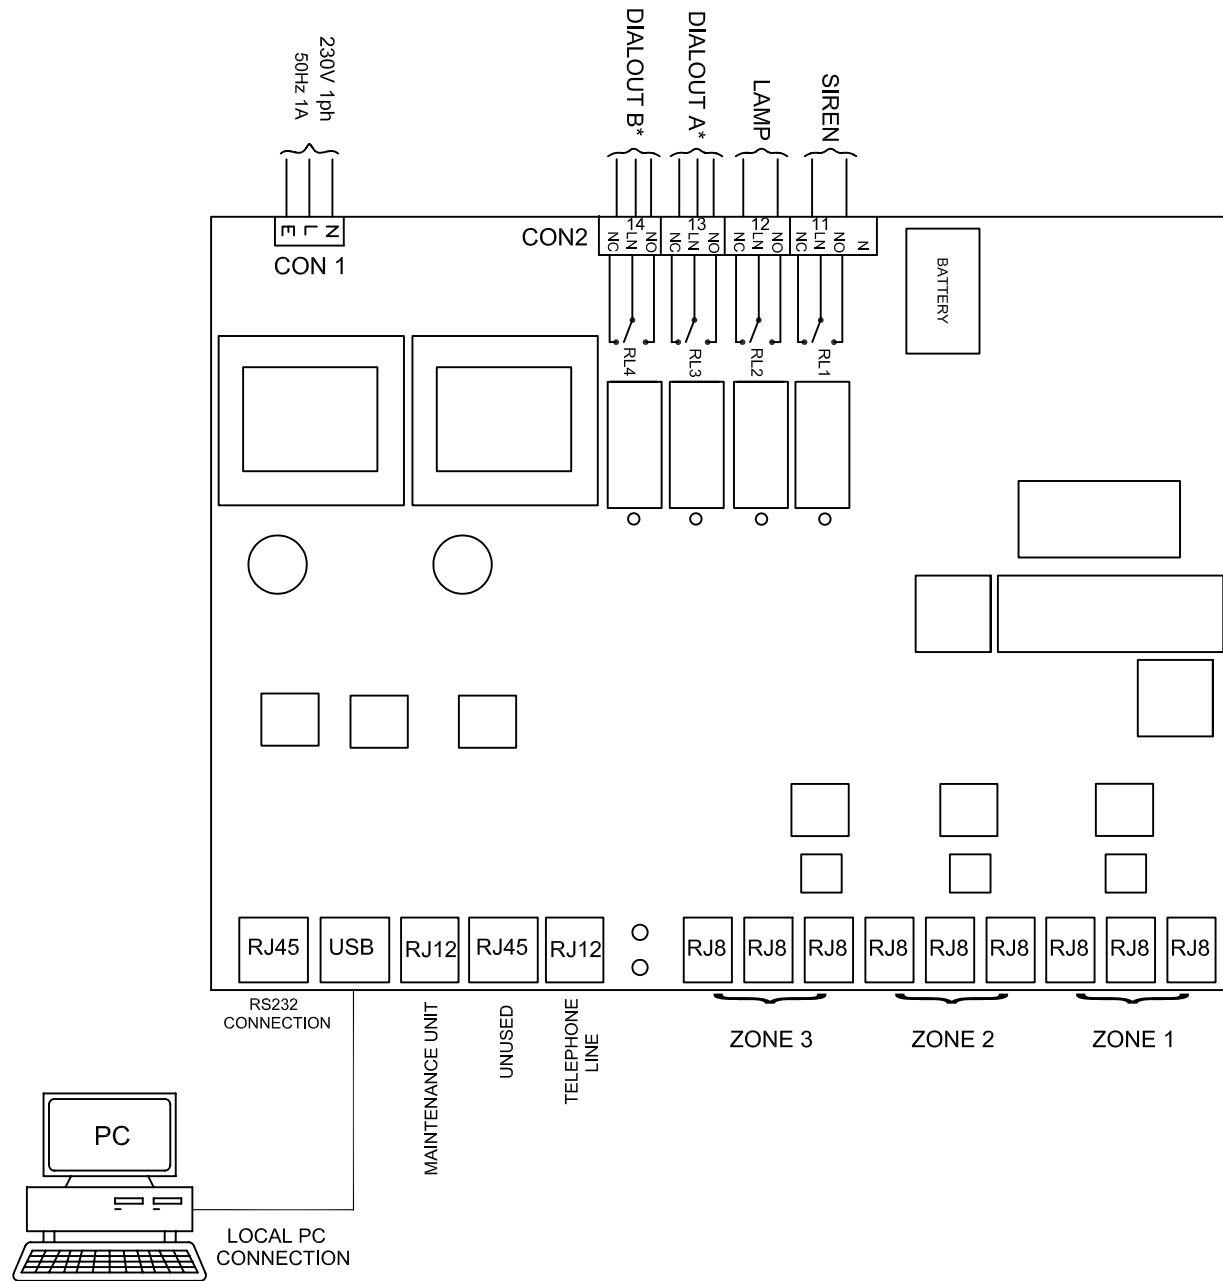 230V 1ph
50Hz 1A
DIALOUT B*
DIALOUT A*
LAMP
SIREN
E L N
CON 1
CON2
14
13
12
11
NC LN NO
NC LN NO
NC LN NO
NC LN NO N
BATTERY
RL4
RL3
RL2
RL1
RJ45
USB
RJ12
RJ45
RJ12
RJ8
RJ8
RJ8
RJ8
RJ8
RJ8
RJ8
RJ8
RJ8
RS232
CONNECTION
MAINTENANCE UNIT
UNUSED
TELEPHONE
LINE
ZONE 3
ZONE 2
ZONE 1
PC
LOCAL PC
CONNECTION